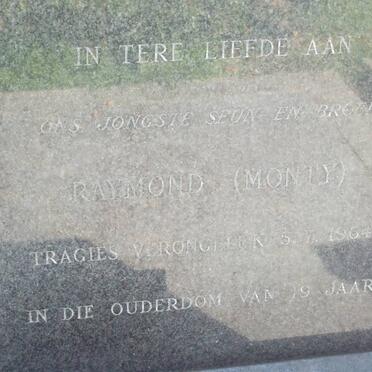 IN TERE LIEFDE AAN
ONS JONGSTE SEUN EN
RAYMOND (MONTY)
TRAGIES VERONGELUK
IN DIE OUDERDOM VAN 19 JAAR